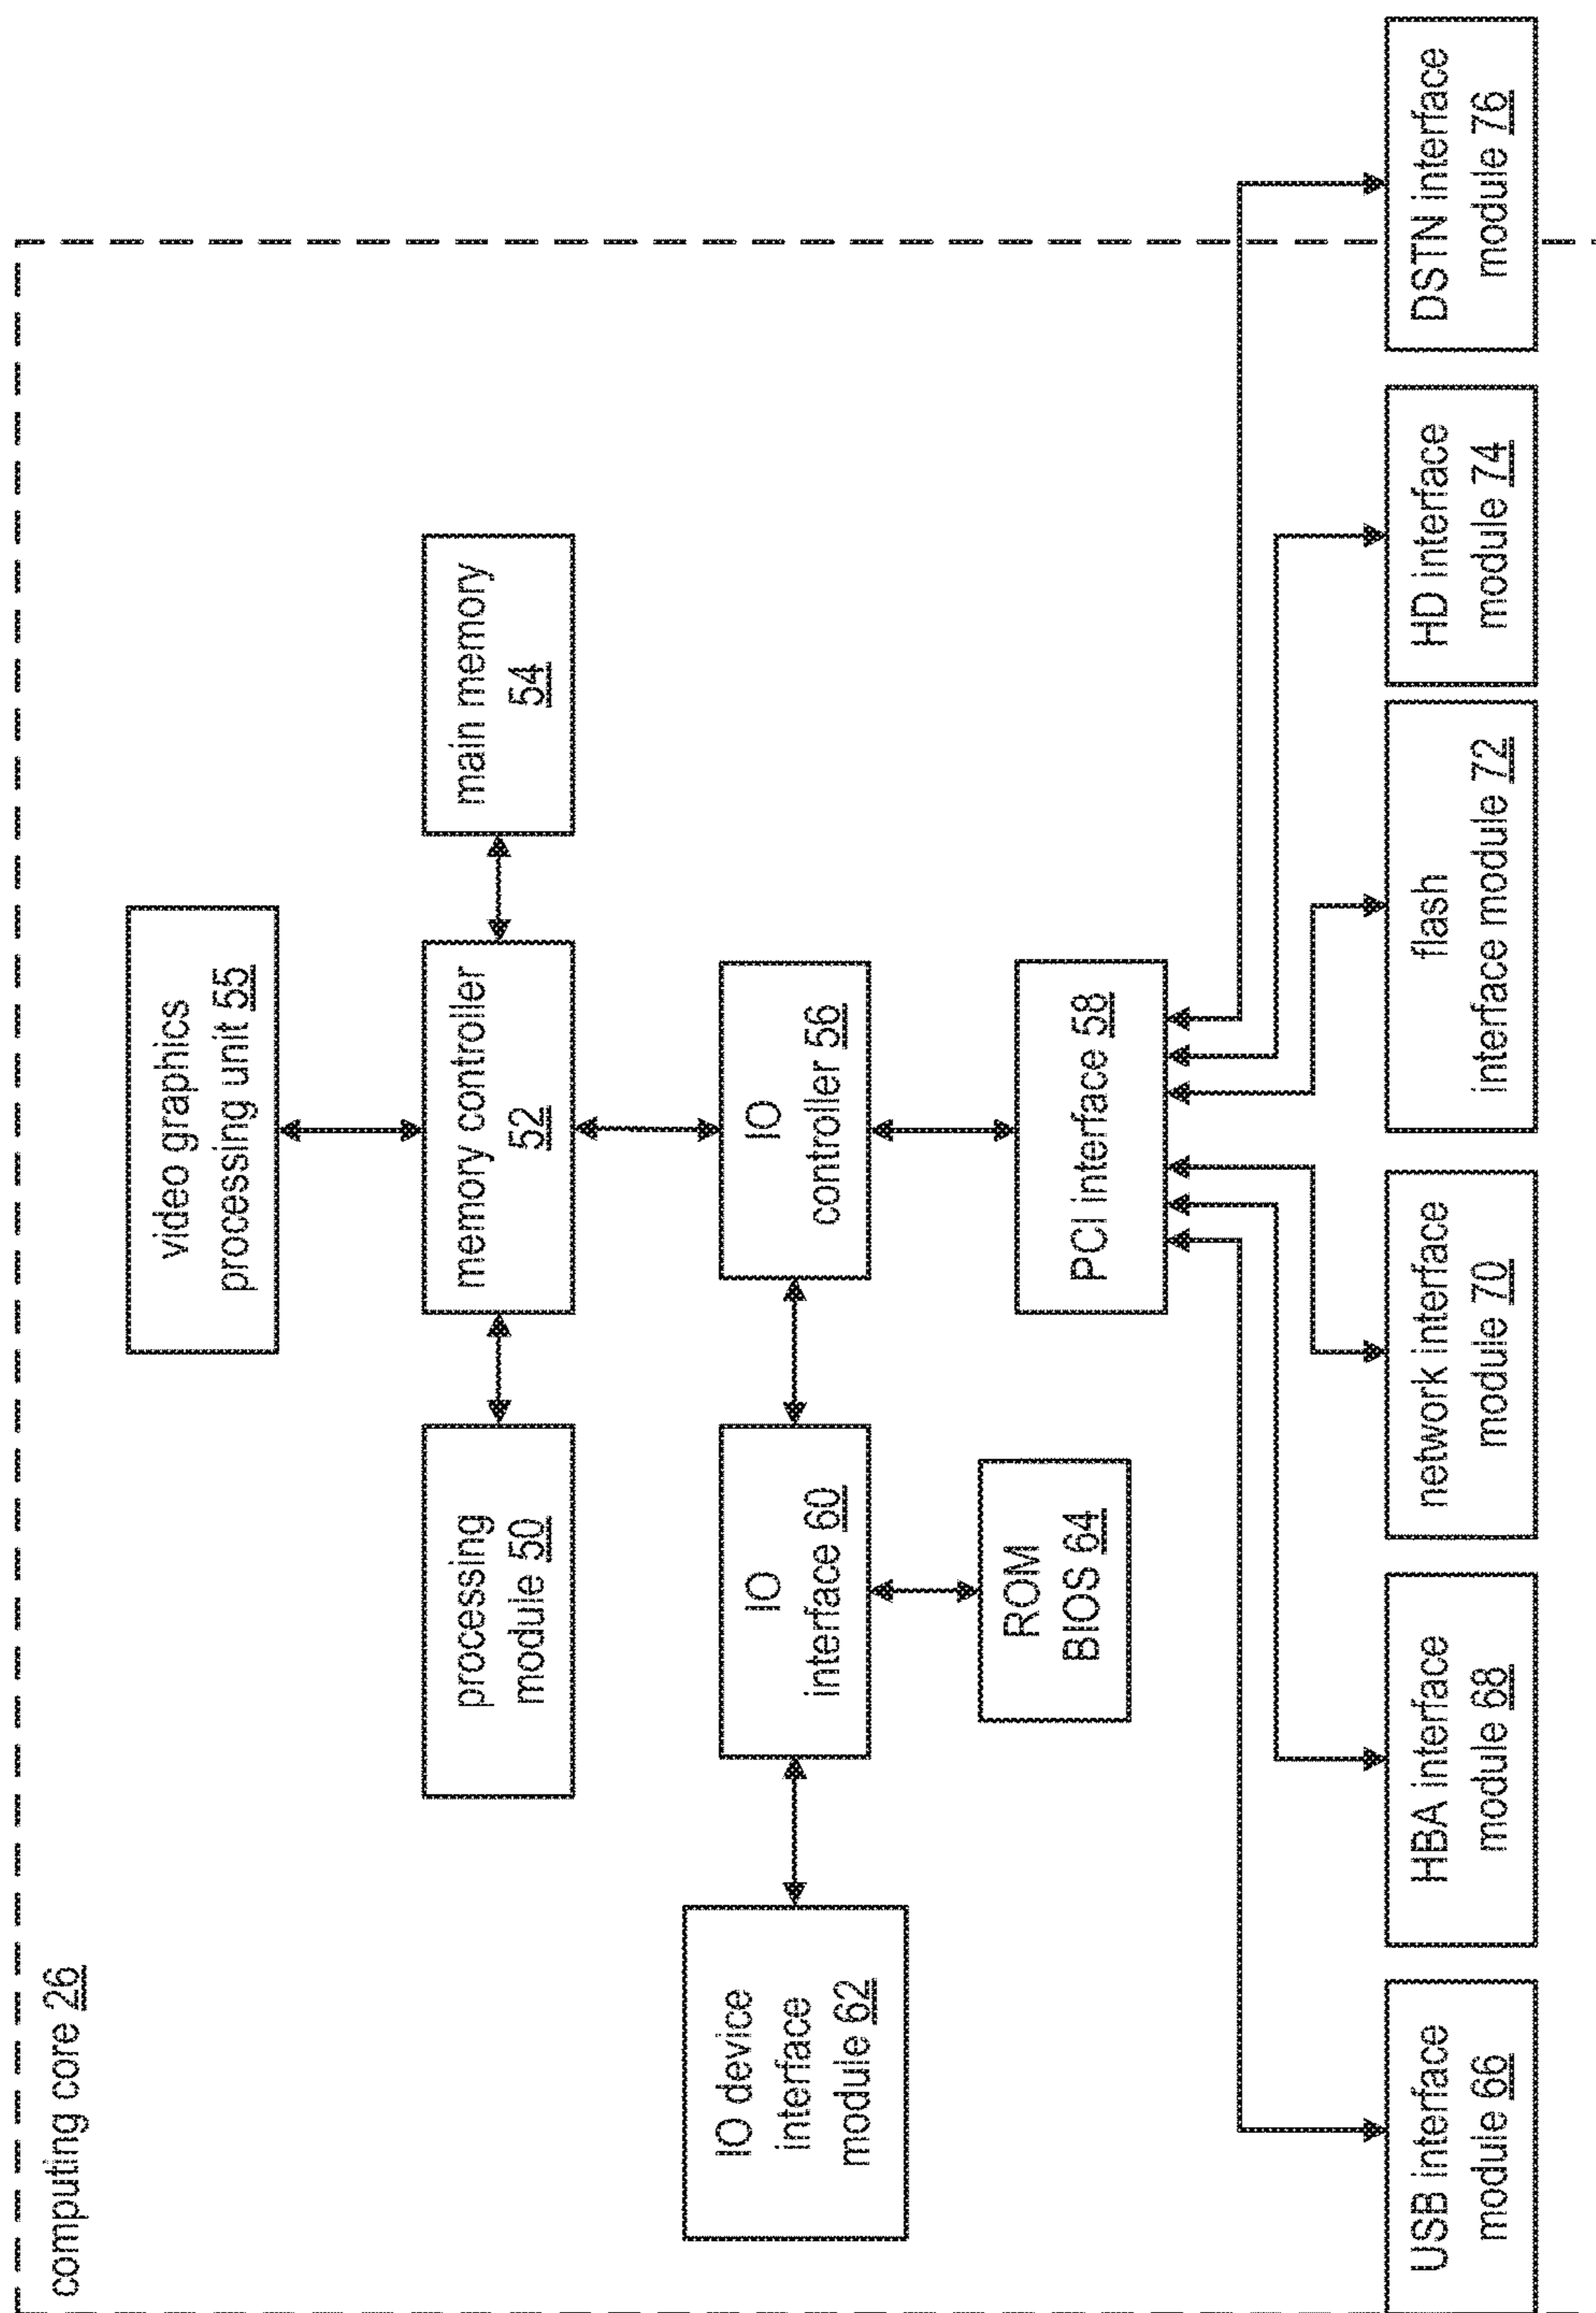 computing core 26
video graphics
processing unit 55
processing
module 50
memory controller
52
main memory
54
IO device
interface
module 62
IO
interface 60
IO
controller 56
ROM
BIOS 64
PCI interface 58
USB interface
module 66
HBA interface
module 68
network interface
module 70
flash
interface module 72
HD interface
module 74
DSTN interface
module 76